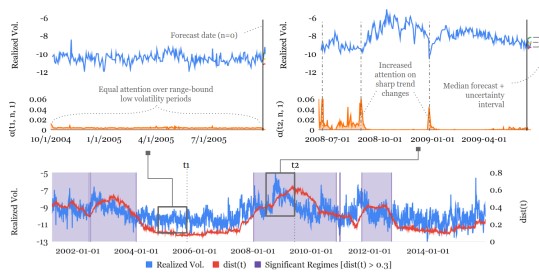 Realized Vol.
-6
-8
-10
-12
Forecast date (n=0)
Equal attention over range-bound
low volatility periods
α(t1, n, 1)
0.06
0.04
0.02
0.00
10/1/2004
1/1/2005
4/1/2005
7/1/2005
Realized Vol.
-6
-8
-10
-12
Increased
attention on
sharp trend
changes
Median forecast +
uncertainty
interval
α(t2, n, 1)
0.06
0.04
0.02
0.00
2008-07-01
2008-10-01
2009-01-01
2009-04-01
t1
t2
Realized Vol.
-5
-7
-9
-11
-13
0.8
0.6
0.4
0.2
0
dist(t)
2002-01-01
2004-01-01
2006-01-01
2008-01-01
2010-01-01
2012-01-01
2014-01-01
Realized Vol.
dist(t)
Significant Regimes [dist(t) > 0.3]